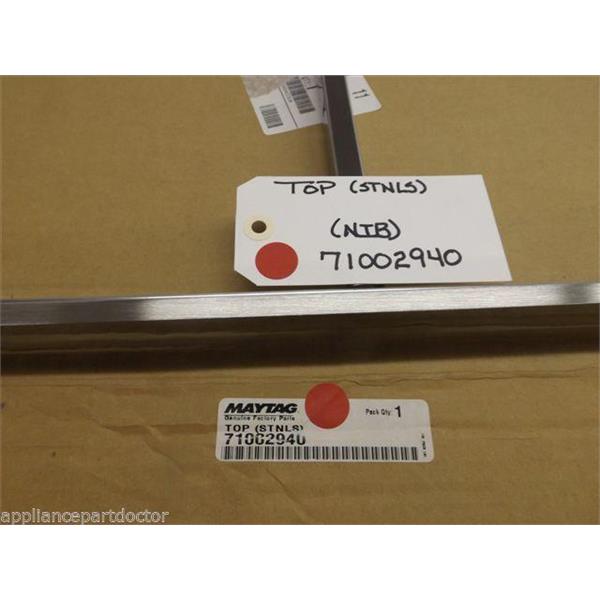 TOP (STNLS)
(NIB)
71002940
MAYTAG
Genuine Factory Parts
Pack Qty: 1
TOP (STNLS)
71002940
appliancepartdoctor